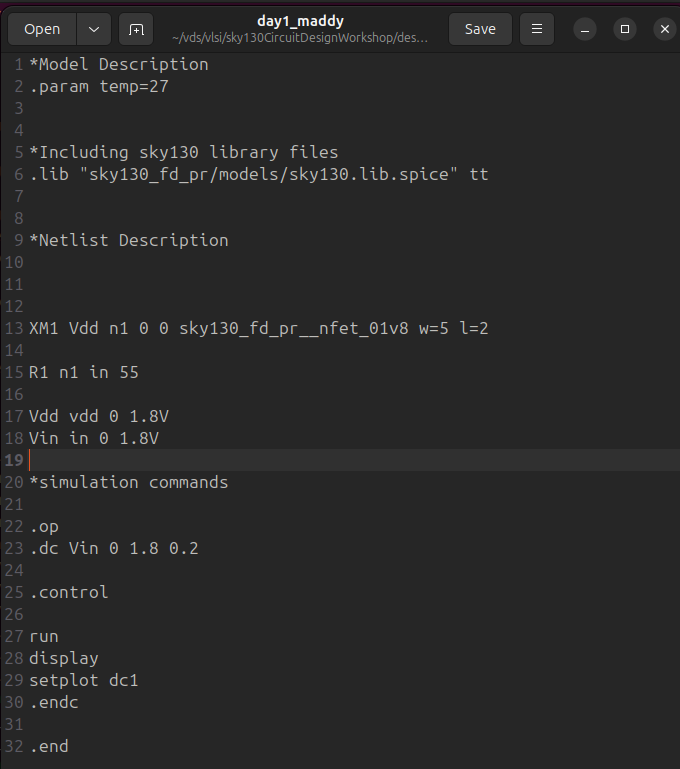 Open
day1_maddy
~/vds/vlsi/sky130CircuitDesignWorkshop/des...
Save
1 *Model Description
2 .param temp=27
3
4
5 *Including sky130 library files
6 .lib "sky130_fd_pr/models/sky130.lib.spice" tt
7
8
9 *Netlist Description
10
11
12
13 XM1 Vdd n1 0 0 sky130_fd_pr__nfet_01v8 w=5 l=2
14
15 R1 n1 in 55
16
17 Vdd vdd 0 1.8V
18 Vin in 0 1.8V
19
20 *simulation commands
21
22 .op
23 .dc Vin 0 1.8 0.2
24
25 .control
26
27 run
28 display
29 setplot dc1
30 .endc
31
32 .end